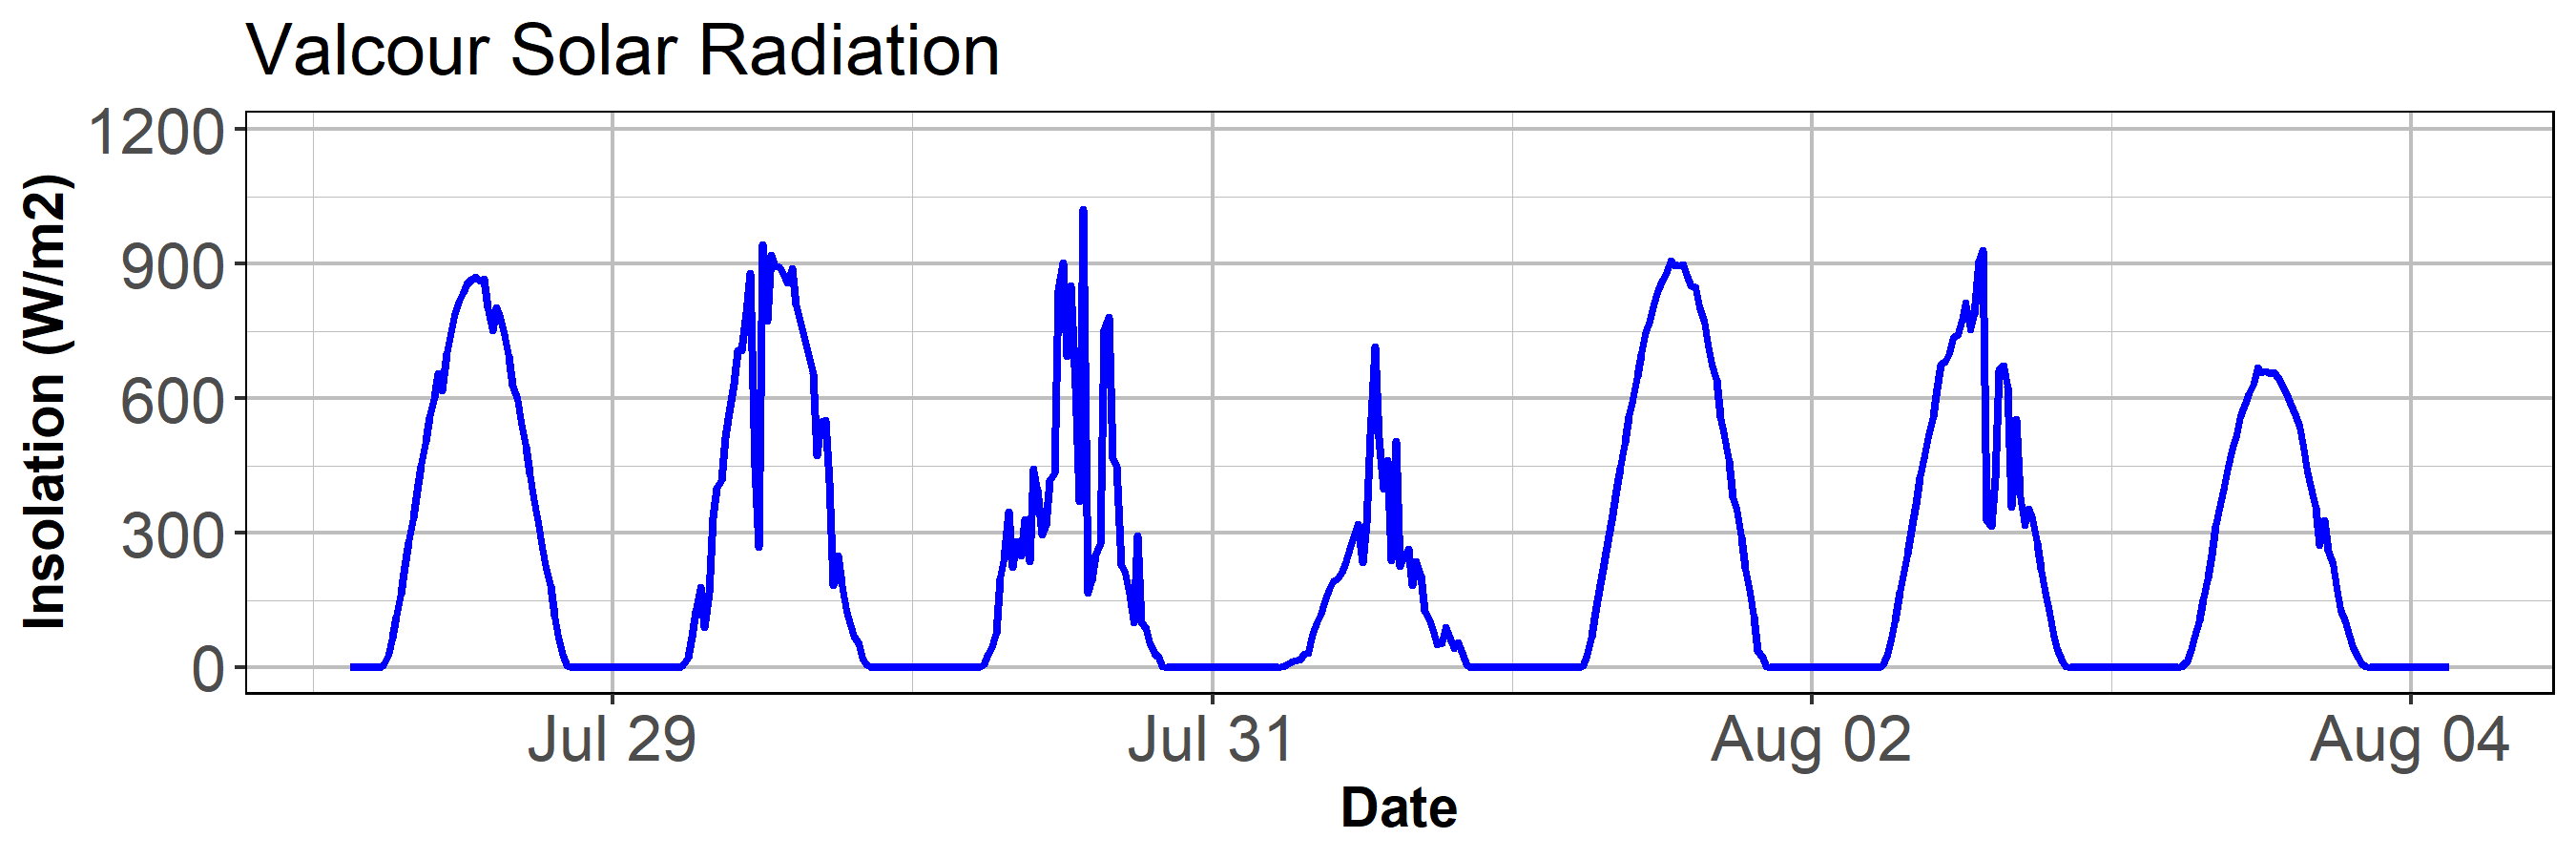 Valcour Solar Radiation
1200
900
600
300
0
Insolation (W/m2)
Jul 29 Jul 31 Aug 02 Aug 04
Date